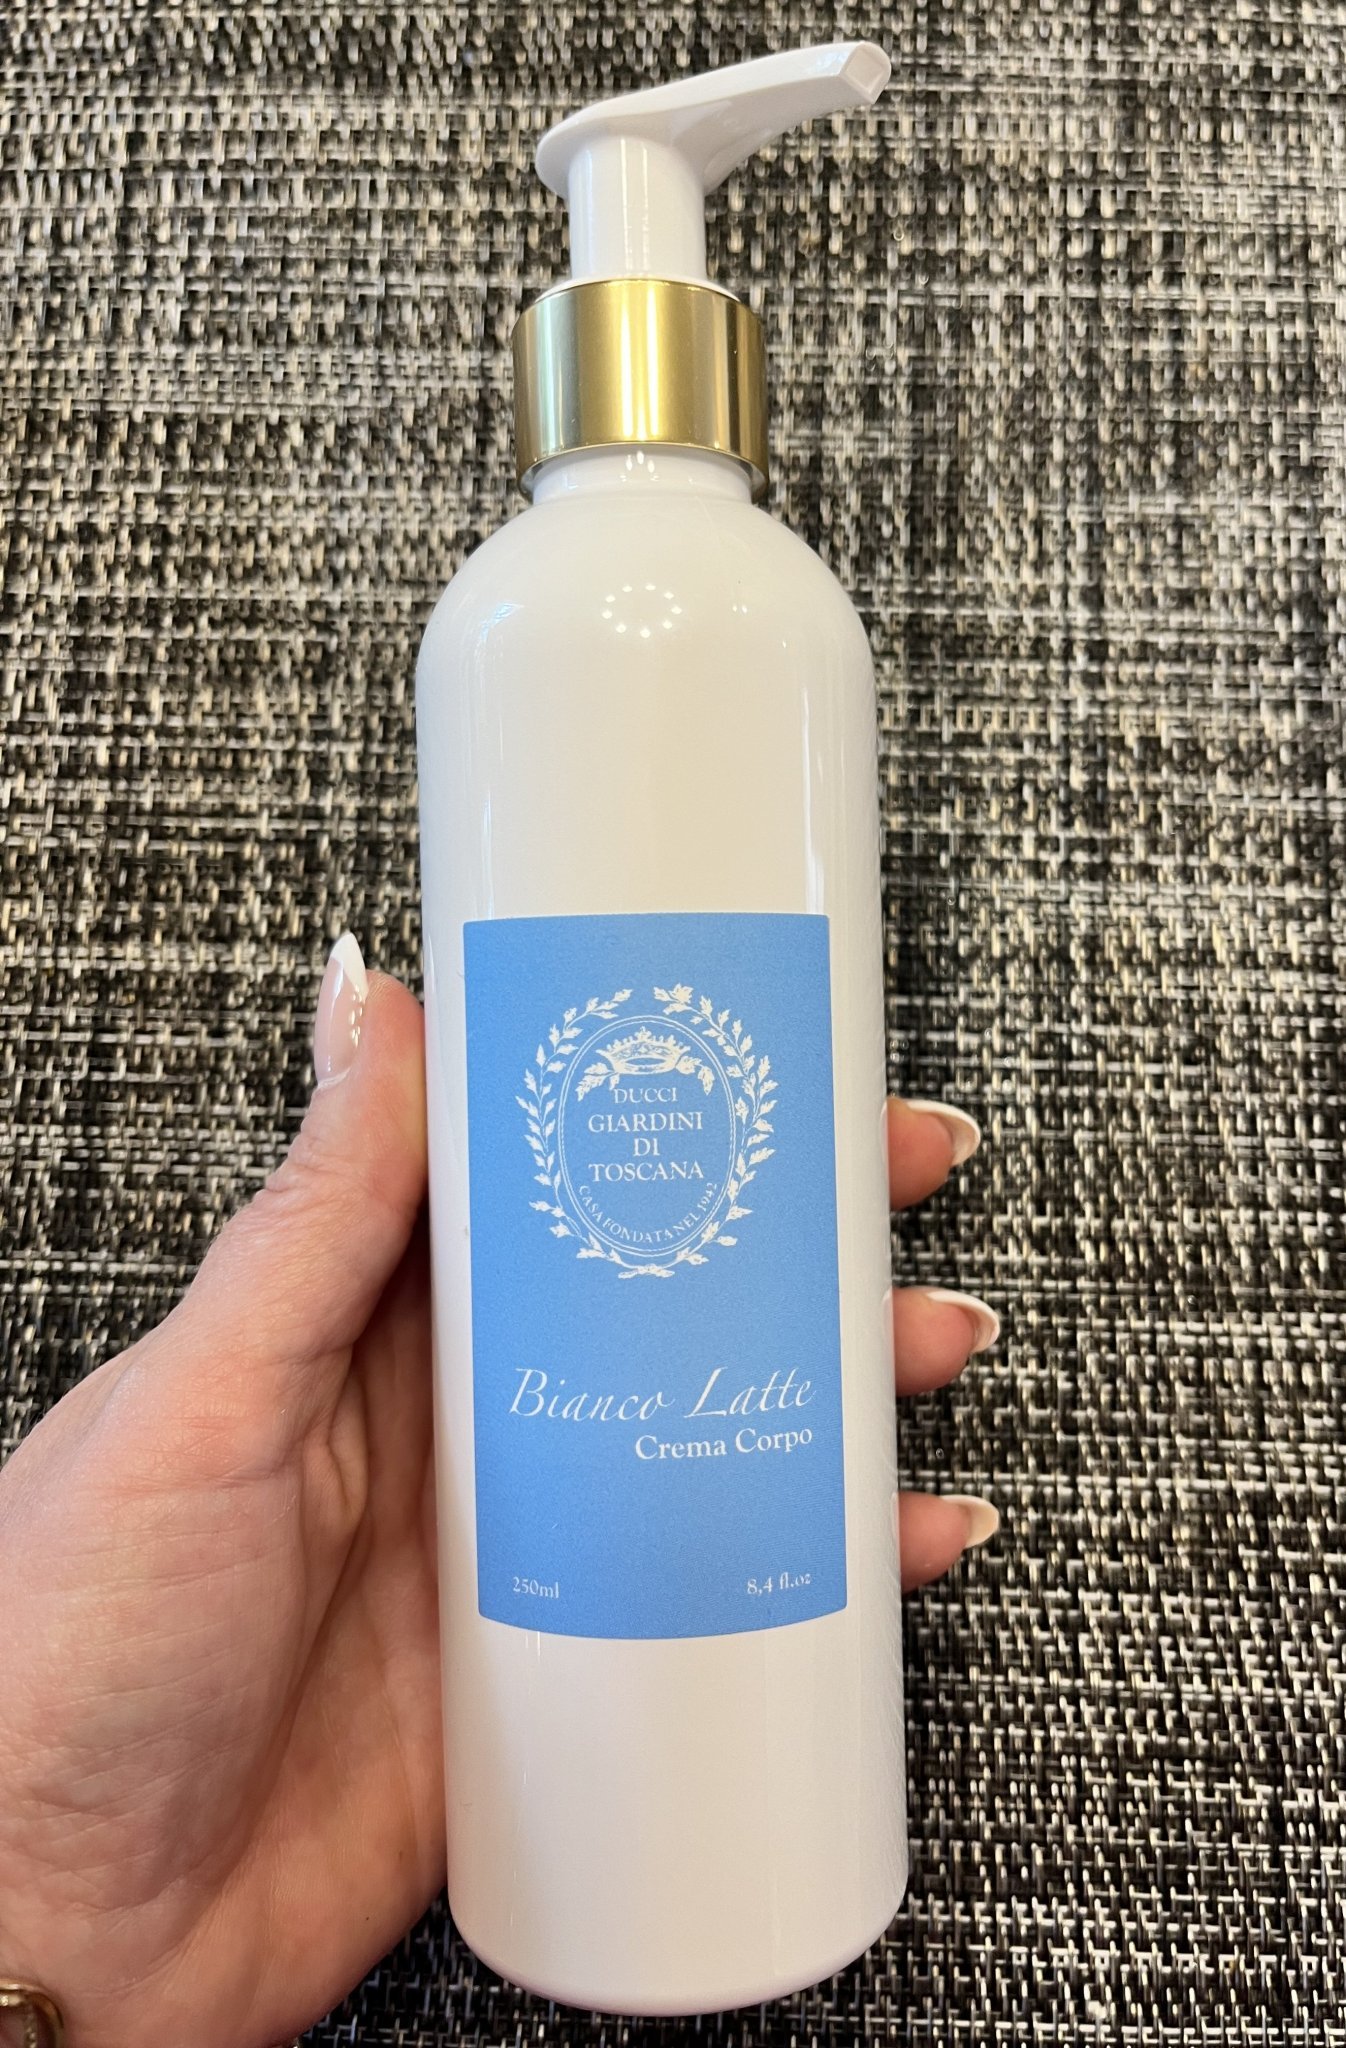 DUCCI
GIARDINI
DI
TOSCANA
CASA FONDATA NEL 1942
Bianco Latte
Crema Corpo
250ml 8,4 fl.oz